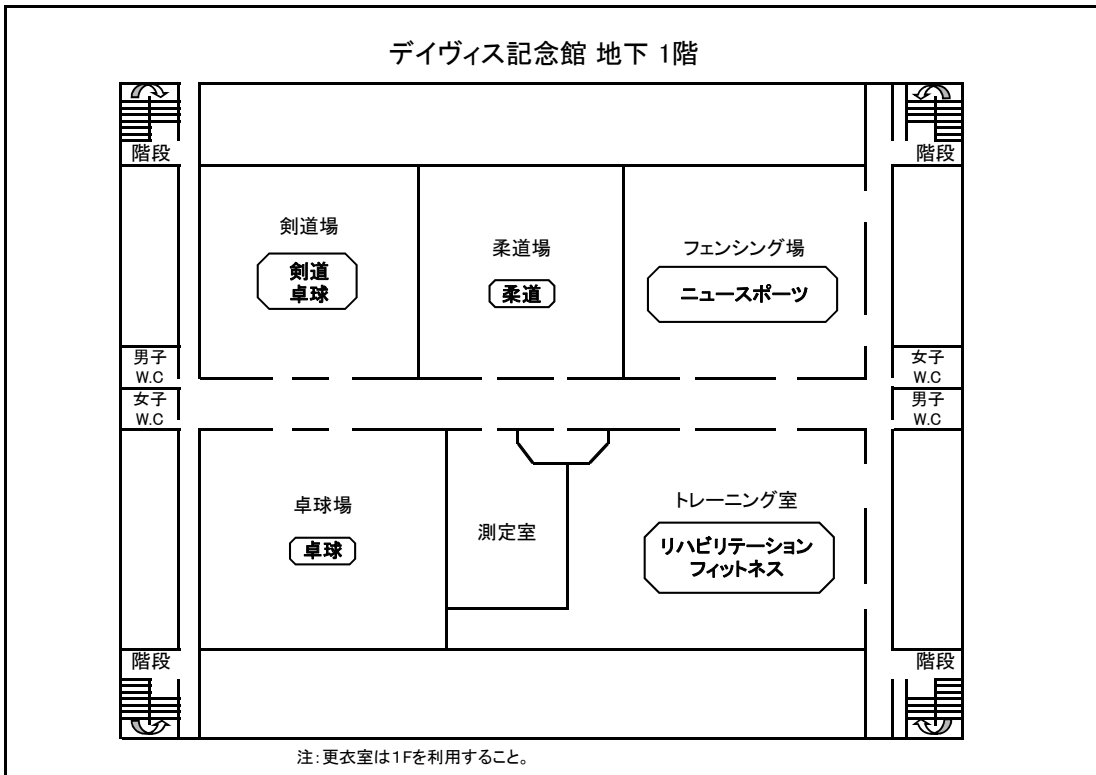 デイヴィス記念館 地下 1階
階段
階段
剣道場
剣道
卓球
柔道場
柔道
フェンシング場
ニュースポーツ
男子
W.C
女子
W.C
女子
W.C
男子
W.C
卓球場
卓球
測定室
トレーニング室
リハビリテーション
フィットネス
階段
階段
注:更衣室は1Fを利用すること。